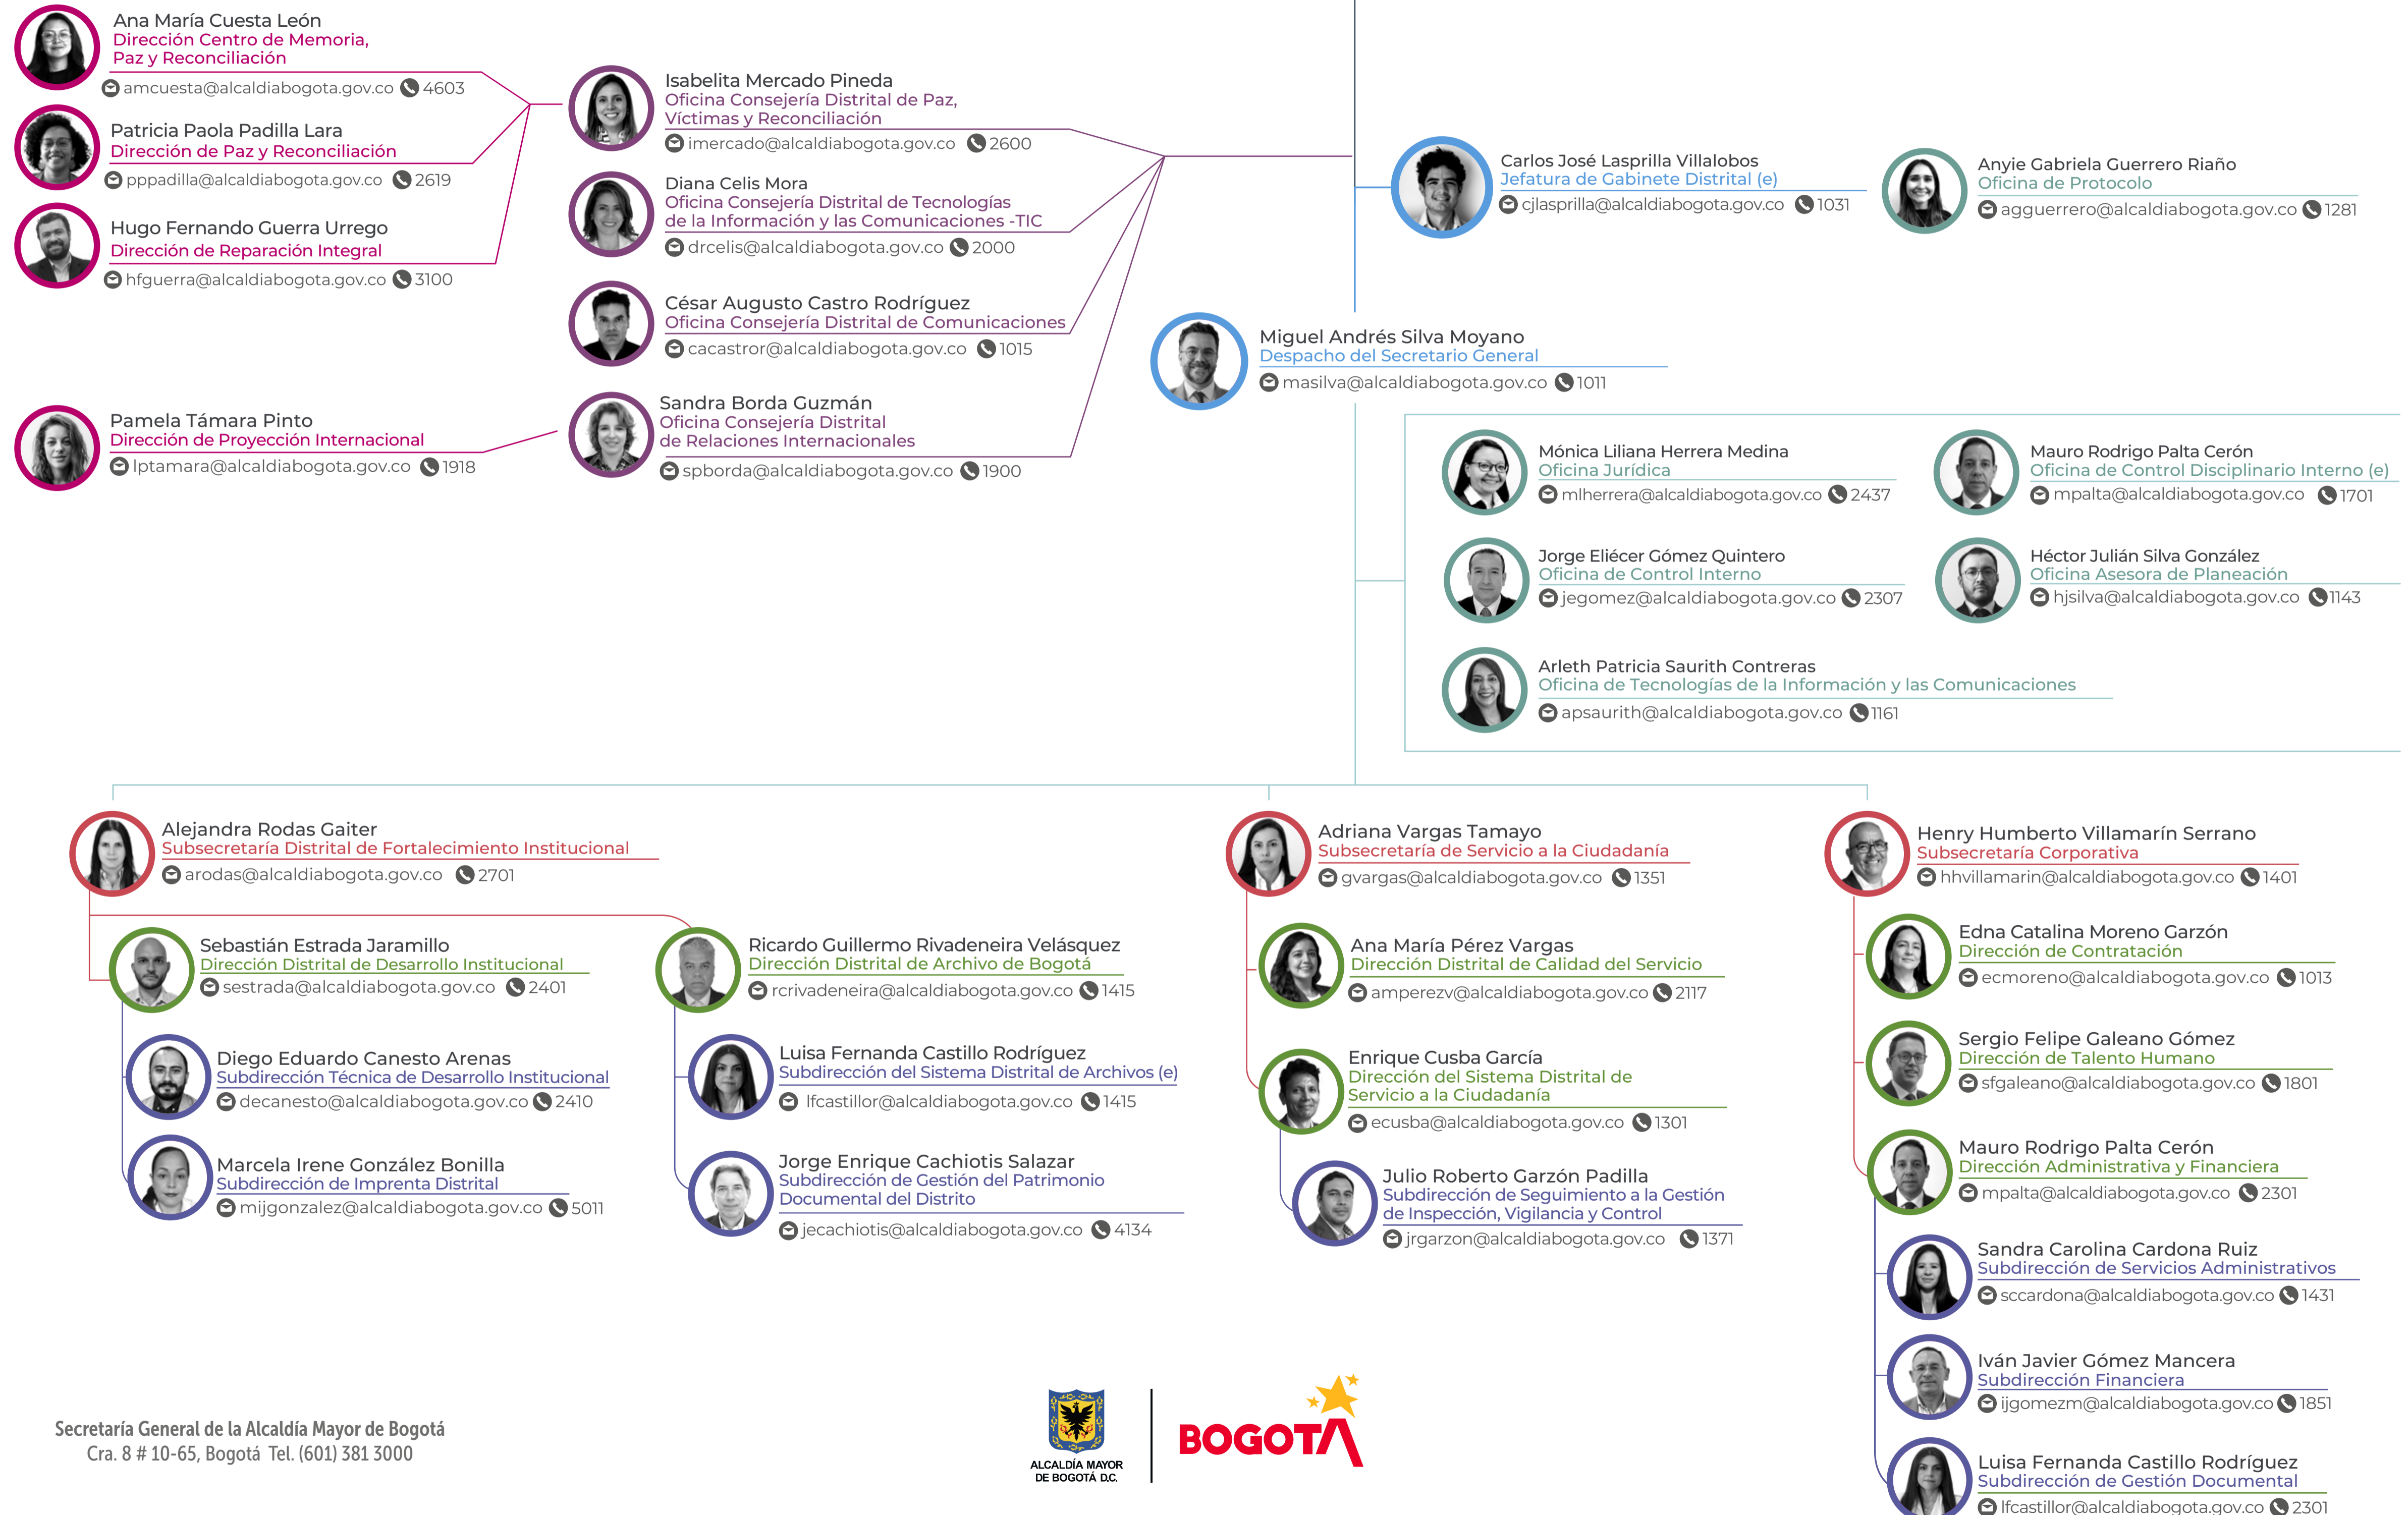 Ana María Cuesta León
Dirección Centro de Memoria,
Paz y Reconciliación
amcuesta@alcaldiabogota.gov.co 4603
Patricia Paola Padilla Lara
Dirección de Paz y Reconciliación
pppadilla@alcaldiabogota.gov.co 2619
Hugo Fernando Guerra Urrego
Dirección de Reparación Integral
hfguerra@alcaldiabogota.gov.co 3100
Pamela Támara Pinto
Dirección de Proyección Internacional
lptamara@alcaldiabogota.gov.co 1918
Isabelita Mercado Pineda
Oficina Consejería Distrital de Paz,
Víctimas y Reconciliación
imercado@alcaldiabogota.gov.co 2600
Diana Celis Mora
Oficina Consejería Distrital de Tecnologías
de la Información y las Comunicaciones -TIC
drcelis@alcaldiabogota.gov.co 2000
César Augusto Castro Rodríguez
Oficina Consejería Distrital de Comunicaciones
cacastror@alcaldiabogota.gov.co 1015
Sandra Borda Guzmán
Oficina Consejería Distrital
de Relaciones Internacionales
spborda@alcaldiabogota.gov.co 1900
Carlos José Lasprilla Villalobos
Jefatura de Gabinete Distrital (e)
cjlasprilla@alcaldiabogota.gov.co 1031
Anyie Gabriela Guerrero Riaño
Oficina de Protocolo
agguerrero@alcaldiabogota.gov.co 1281
Miguel Andrés Silva Moyano
Despacho del Secretario General
masilva@alcaldiabogota.gov.co 1011
Mónica Liliana Herrera Medina
Oficina Jurídica
mlherrera@alcaldiabogota.gov.co 2437
Mauro Rodrigo Palta Cerón
Oficina de Control Disciplinario Interno (e)
mpalta@alcaldiabogota.gov.co 1701
Jorge Eliécer Gómez Quintero
Oficina de Control Interno
jegomez@alcaldiabogota.gov.co 2307
Héctor Julián Silva González
Oficina Asesora de Planeación
hjsilva@alcaldiabogota.gov.co 1143
Arleth Patricia Saurith Contreras
Oficina de Tecnologías de la Información y las Comunicaciones
apsaurith@alcaldiabogota.gov.co 1161
Alejandra Rodas Gaiter
Subsecretaría Distrital de Fortalecimiento Institucional
arodas@alcaldiabogota.gov.co 2701
Sebastián Estrada Jaramillo
Dirección Distrital de Desarrollo Institucional
sestrada@alcaldiabogota.gov.co 2401
Diego Eduardo Canesto Arenas
Subdirección Técnica de Desarrollo Institucional
decanesto@alcaldiabogota.gov.co 2410
Marcela Irene González Bonilla
Subdirección de Imprenta Distrital
mijgonzalez@alcaldiabogota.gov.co 5011
Ricardo Guillermo Rivadeneira Velásquez
Dirección Distrital de Archivo de Bogotá
rcrivadeneira@alcaldiabogota.gov.co 1415
Luisa Fernanda Castillo Rodríguez
Subdirección del Sistema Distrital de Archivos (e)
lfcastillor@alcaldiabogota.gov.co 1415
Jorge Enrique Cachiotis Salazar
Subdirección de Gestión del Patrimonio
Documental del Distrito
jecachiotis@alcaldiabogota.gov.co 4134
Adriana Vargas Tamayo
Subsecretaría de Servicio a la Ciudadanía
gvargas@alcaldiabogota.gov.co 1351
Ana María Pérez Vargas
Dirección Distrital de Calidad del Servicio
amperezv@alcaldiabogota.gov.co 2117
Enrique Cusba García
Dirección del Sistema Distrital de
Servicio a la Ciudadanía
ecusba@alcaldiabogota.gov.co 1301
Julio Roberto Garzón Padilla
Subdirección de Seguimiento a la Gestión
de Inspección, Vigilancia y Control
jrgarzon@alcaldiabogota.gov.co 1371
Henry Humberto Villamarín Serrano
Subsecretaría Corporativa
hhvillamarin@alcaldiabogota.gov.co 1401
Edna Catalina Moreno Garzón
Dirección de Contratación
ecmoreno@alcaldiabogota.gov.co 1013
Sergio Felipe Galeano Gómez
Dirección de Talento Humano
sfgaleano@alcaldiabogota.gov.co 1801
Mauro Rodrigo Palta Cerón
Dirección Administrativa y Financiera
mpalta@alcaldiabogota.gov.co 2301
Sandra Carolina Cardona Ruiz
Subdirección de Servicios Administrativos
sccardona@alcaldiabogota.gov.co 1431
Iván Javier Gómez Mancera
Subdirección Financiera
ijgomezm@alcaldiabogota.gov.co 1851
Luisa Fernanda Castillo Rodríguez
Subdirección de Gestión Documental
lfcastillor@alcaldiabogota.gov.co 2301
Secretaría General de la Alcaldía Mayor de Bogotá
Cra. 8 # 10-65, Bogotá Tel. (601) 381 3000
ALCALDÍA MAYOR
DE BOGOTÁ D.C.
BOGOTÁ